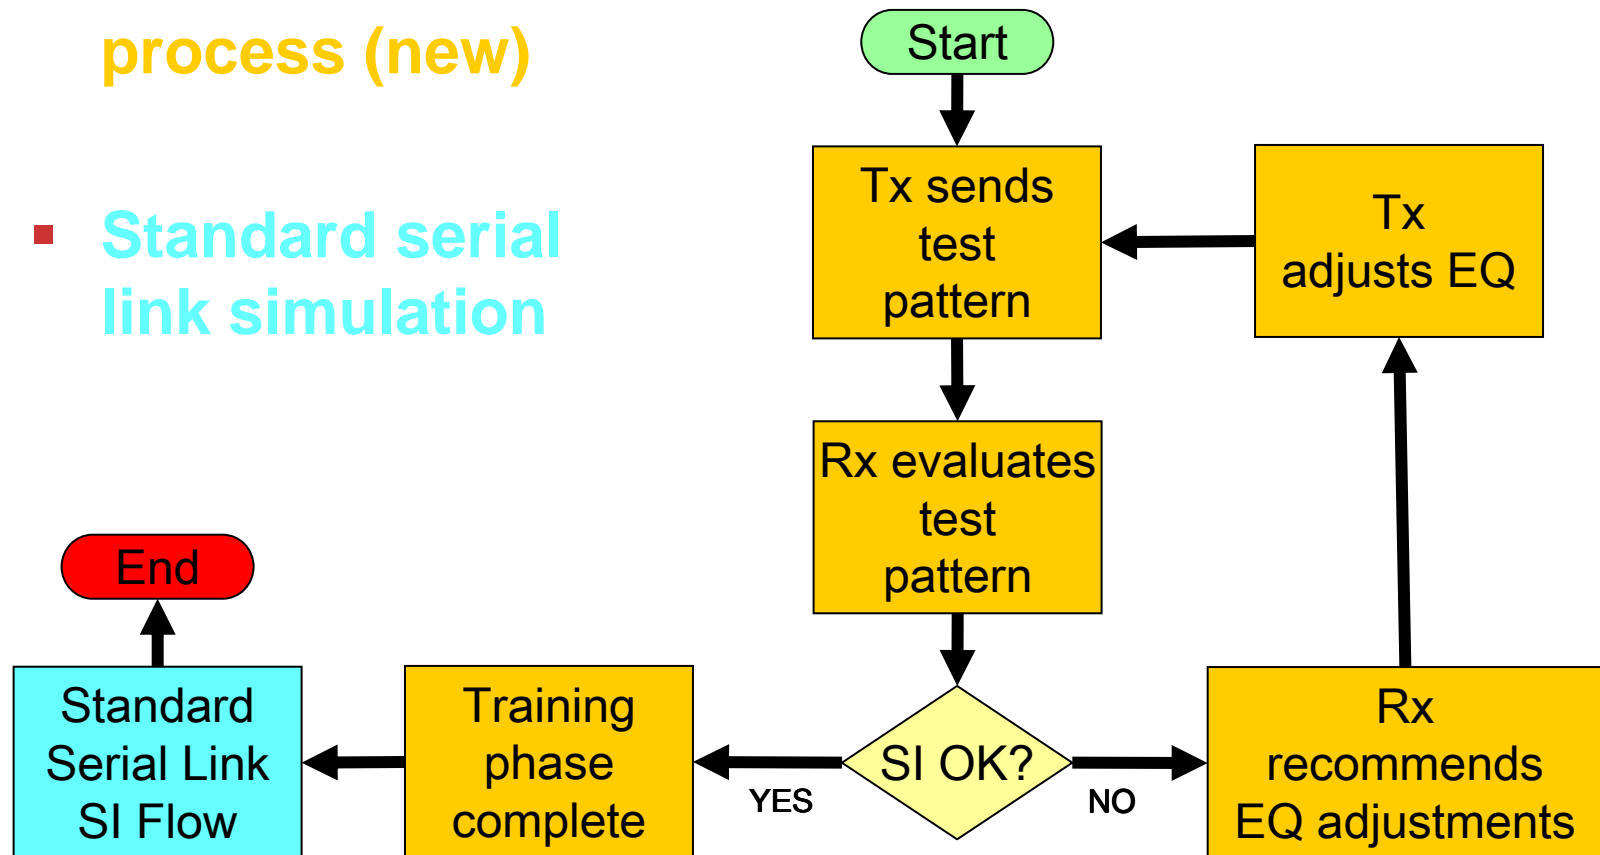 process (new)
▪ Standard serial
link simulation
Start
Tx sends
test
pattern
Tx
adjusts EQ
Rx evaluates
test
pattern
SI OK?
YES
NO
Rx
recommends
EQ adjustments
Training
phase
complete
Standard
Serial Link
SI Flow
End